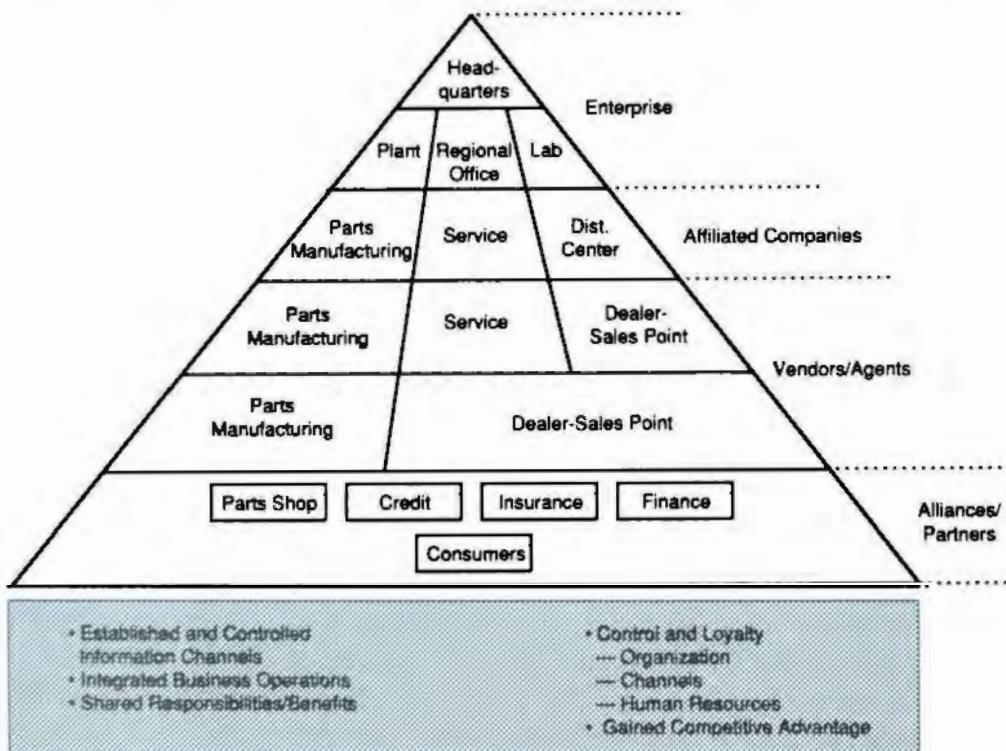 Head-
quarters
Enterprise
Plant
Regional
Office
Lab
Parts
Manufacturing
Service
Dist.
Center
Affiliated Companies
Parts
Manufacturing
Service
Dealer-
Sales Point
Vendors/Agents
Parts
Manufacturing
Dealer-Sales Point
Parts Shop
Credit
Insurance
Finance
Consumers
Alliances/
Partners
• Established and Controlled
Information Channels
• Integrated Business Operations
• Shared Responsibilities/Benefits
• Control and Loyalty
--- Organization
--- Channels
--- Human Resources
• Gained Competitive Advantage